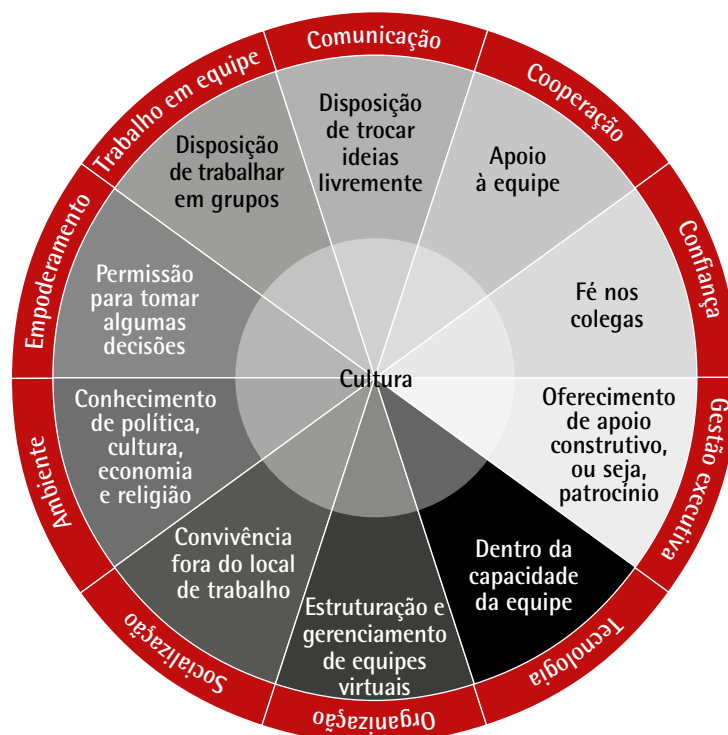 Comunicação
Disposição
de trocar
ideias
livremente
Cooperação
Apoio
à equipe
Confiança
Fé nos
colegas
Gestão executiva
Oferecimento
de apoio
construtivo,
ou seja,
patrocínio
Tecnologia
Dentro da
capacidade
da equipe
Organização
Estruturação e
gerenciamento
de equipes
virtuais
Socialização
Convivência
fora do local
de trabalho
Ambiente
Conhecimento
de política,
cultura,
economia
e religião
Empoderamento
Permissão
para tomar
algumas
decisões
Trabalho em equipe
Disposição
de trabalhar
em grupos
Cultura